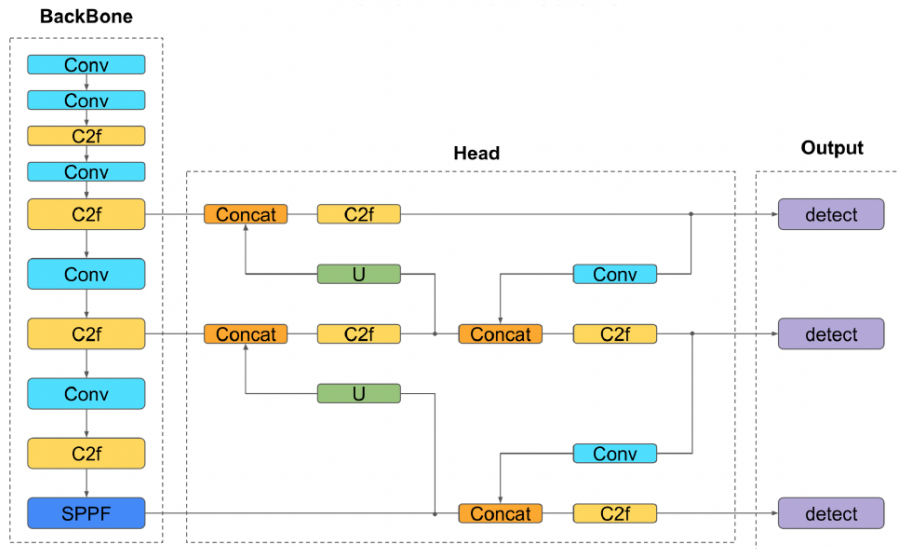 BackBone
Conv
Conv
C2f
Conv
C2f
Conv
C2f
Conv
C2f
SPPF
Head
Concat
C2f
U
Conv
Concat
C2f
Concat
C2f
U
Conv
Concat
C2f
Output
detect
detect
detect